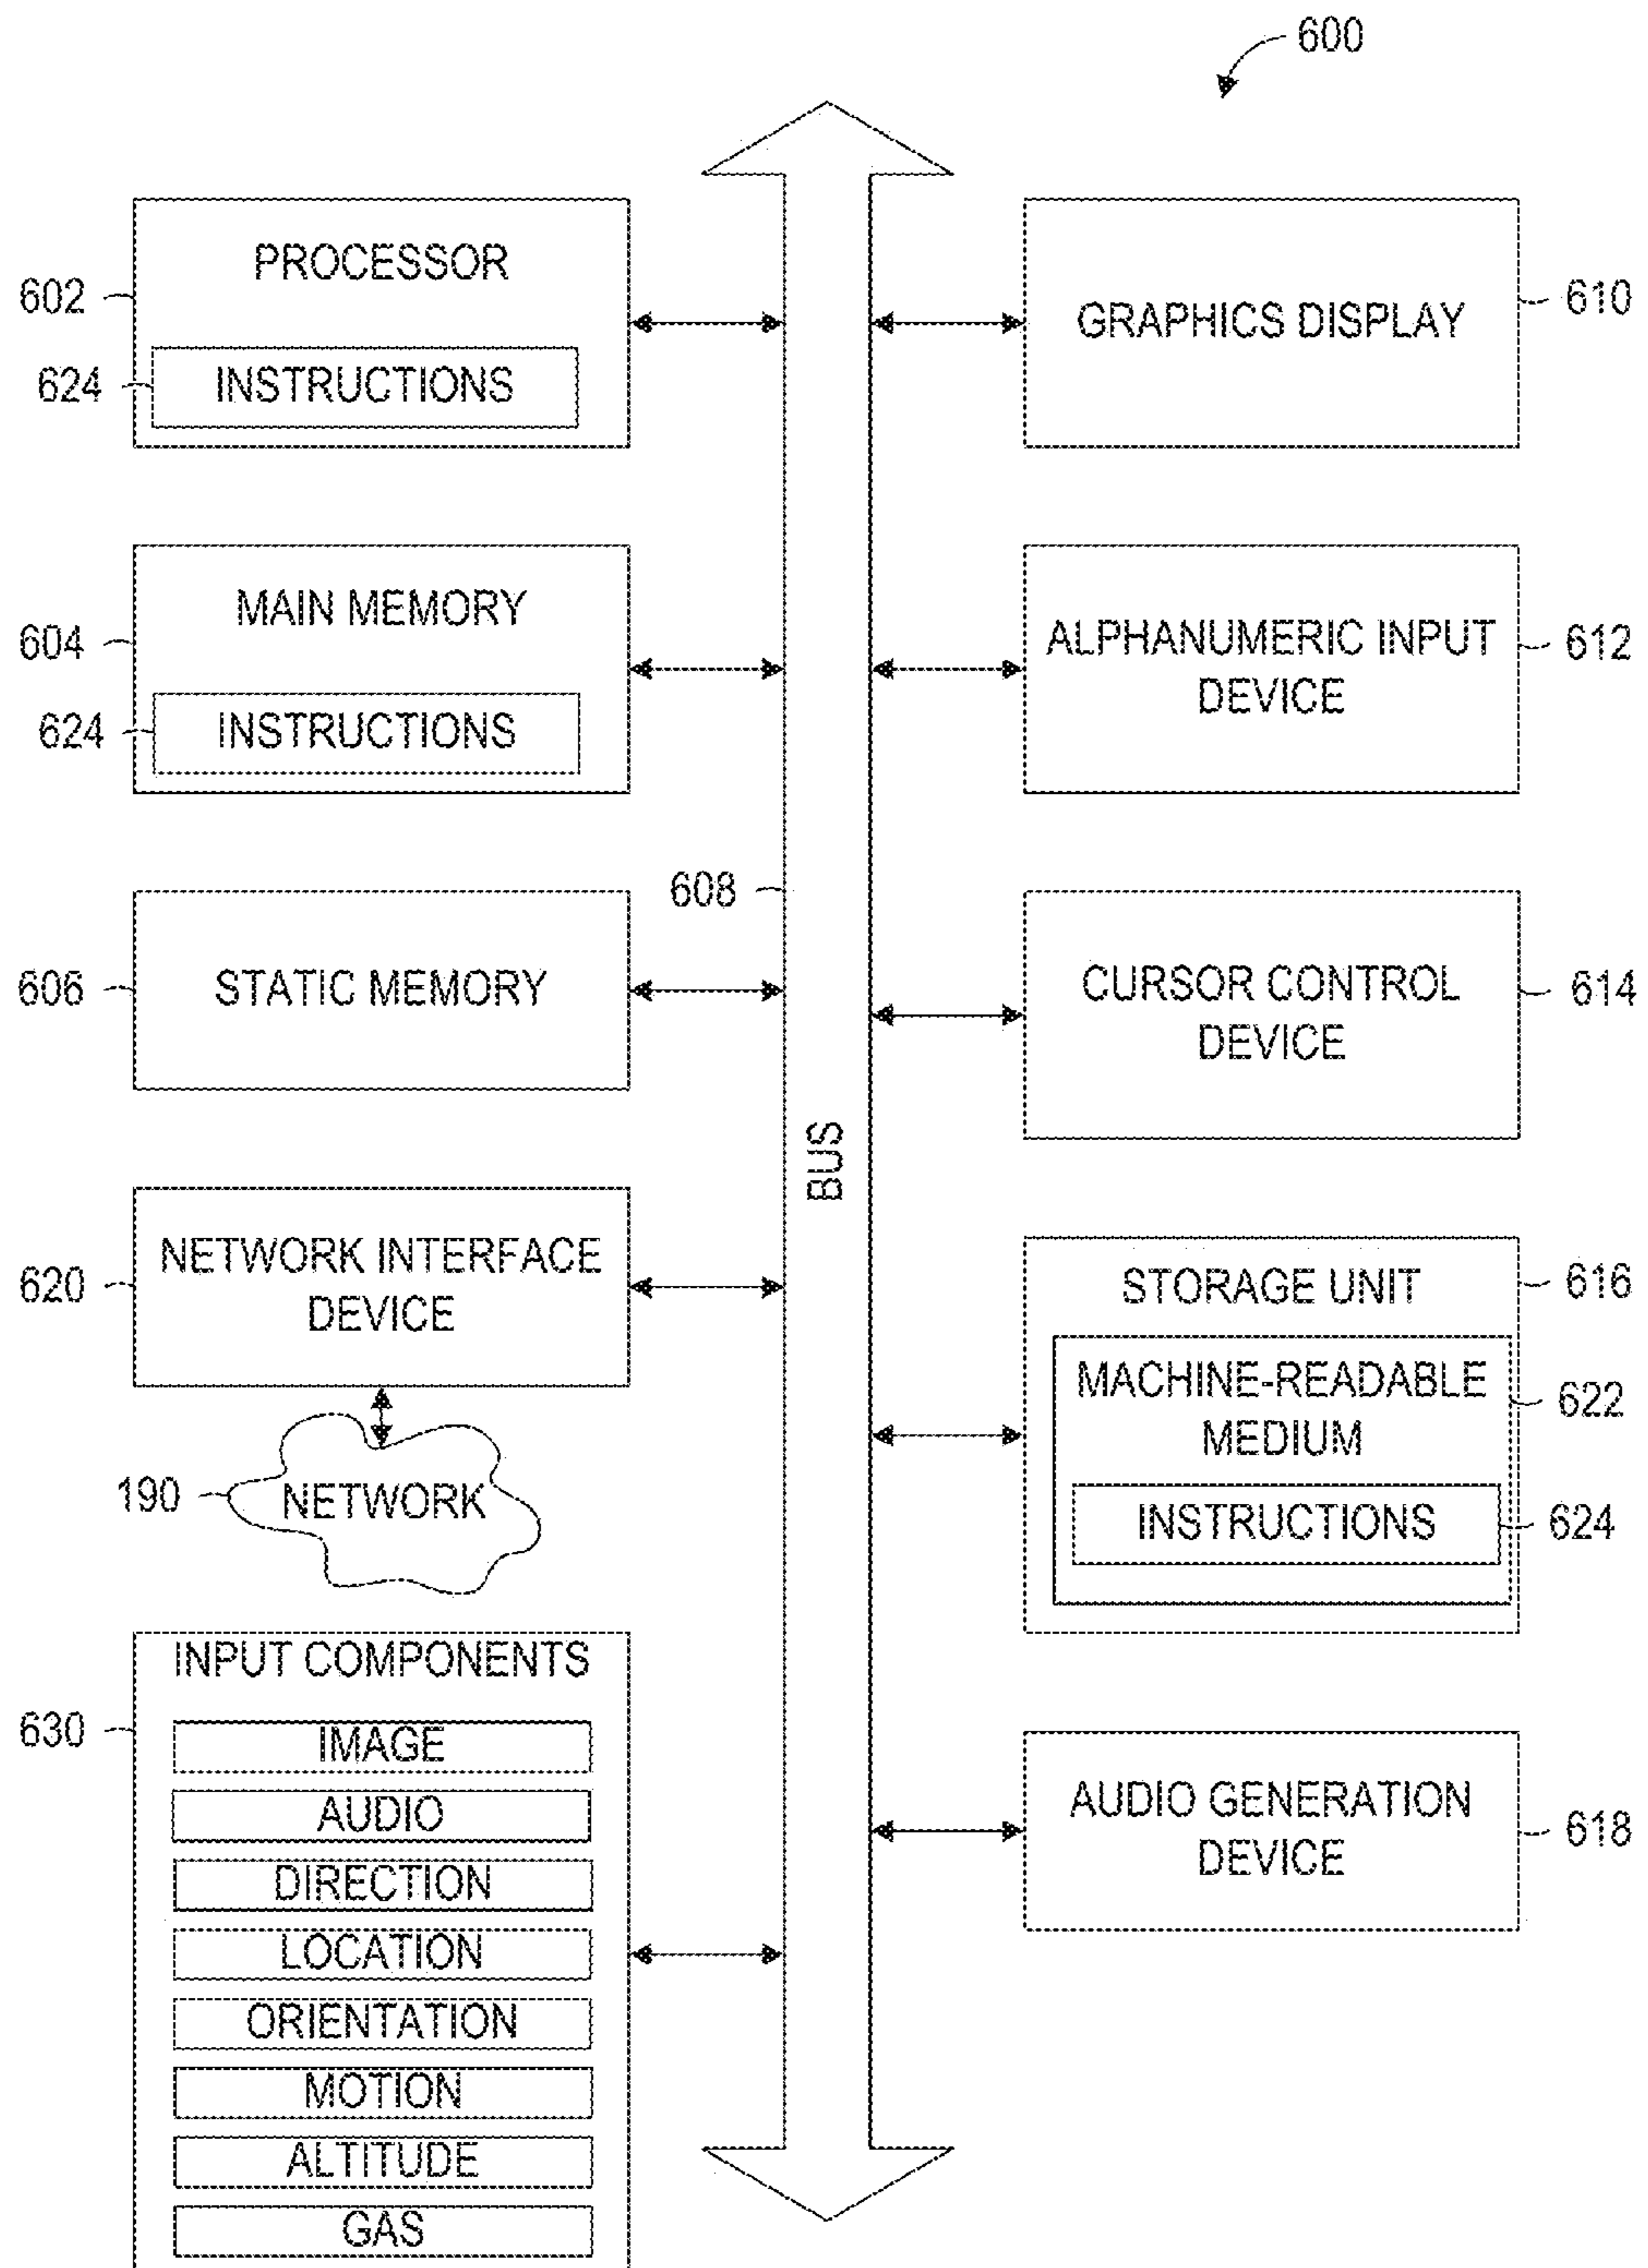 600
PROCESSOR
602
624
INSTRUCTIONS
MAIN MEMORY
604
624
INSTRUCTIONS
606
STATIC MEMORY
608
BUS
620
NETWORK INTERFACE
DEVICE
190
NETWORK
INPUT COMPONENTS
630
IMAGE
AUDIO
DIRECTION
LOCATION
ORIENTATION
MOTION
ALTITUDE
GAS
GRAPHICS DISPLAY
610
ALPHANUMERIC INPUT
DEVICE
612
CURSOR CONTROL
DEVICE
614
STORAGE UNIT
616
MACHINE-READABLE
MEDIUM
622
INSTRUCTIONS
624
AUDIO GENERATION
DEVICE
618